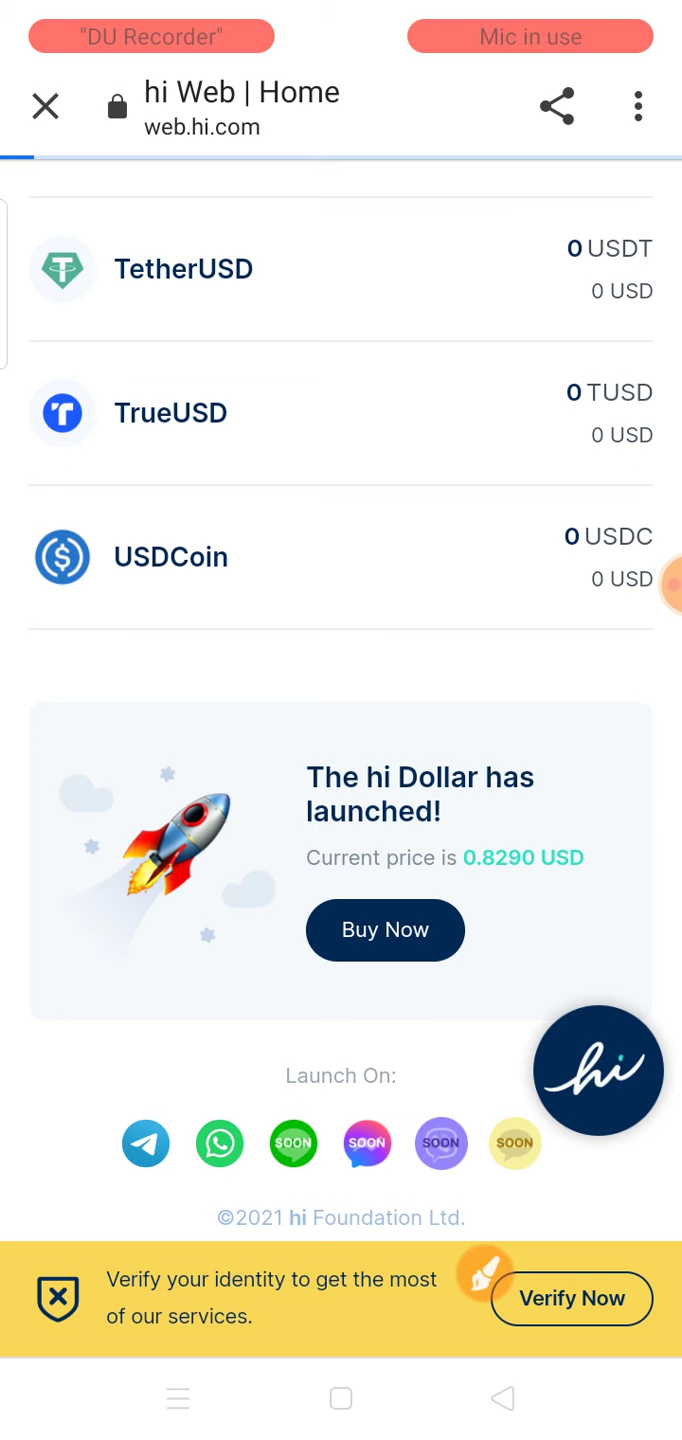 "DU Recorder"
Mic in use
hi Web | Home
web.hi.com
TetherUSD
0 USDT
0 USD
TrueUSD
0 TUSD
0 USD
USDCoin
0 USDC
0 USD
The hi Dollar has
launched!
Current price is 0.8290 USD
Buy Now
hi
Launch On:
SOON
SOON
SOON
SOON
©2021 hi Foundation Ltd.
Verify your identity to get the most
of our services.
Verify Now